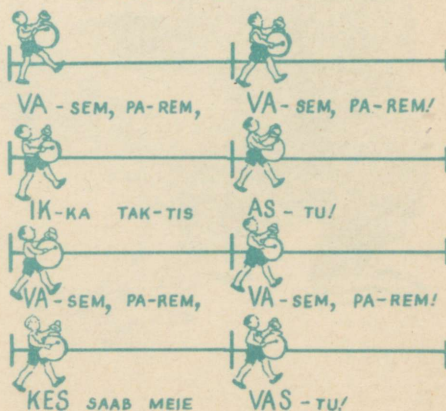 VA - SEM, PA-REM, VA - SEM, PA-REM!
IK-KA TAK-TIS AS - TU!
VA-SEM, PA-REM, VA - SEM, PA-REM!
KES SAAB MEIE VAS - TU!